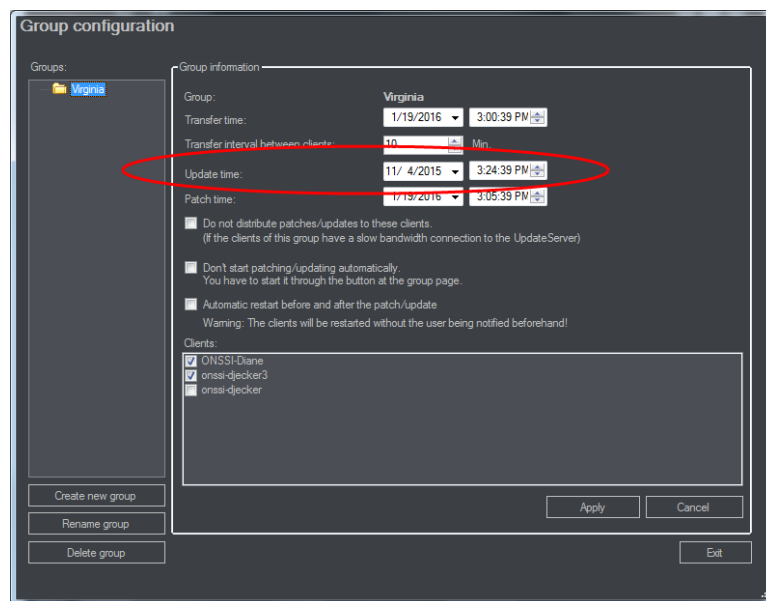 Group configuration
Groups:
Virginia
Group information
Group: Virginia
Transfer time: 1/19/2016 3:00:39 PM
Transfer interval between clients: 10 Min.
Update time: 11/ 4/2015 3:24:39 PM
Patch time: 1/19/2016 3:05:39 PM
Do not distribute patches/updates to these clients.
(If the clients of this group have a slow bandwidth connection to the UpdateServer)
Don't start patching/updating automatically.
You have to start it through the button at the group page.
Automatic restart before and after the patch/update
Warning: The clients will be restarted without the user being notified beforehand!
Clients:
ONSSI-Diane
onssi-djecker3
onssi-djecker
Create new group
Rename group
Delete group
Apply Cancel
Exit